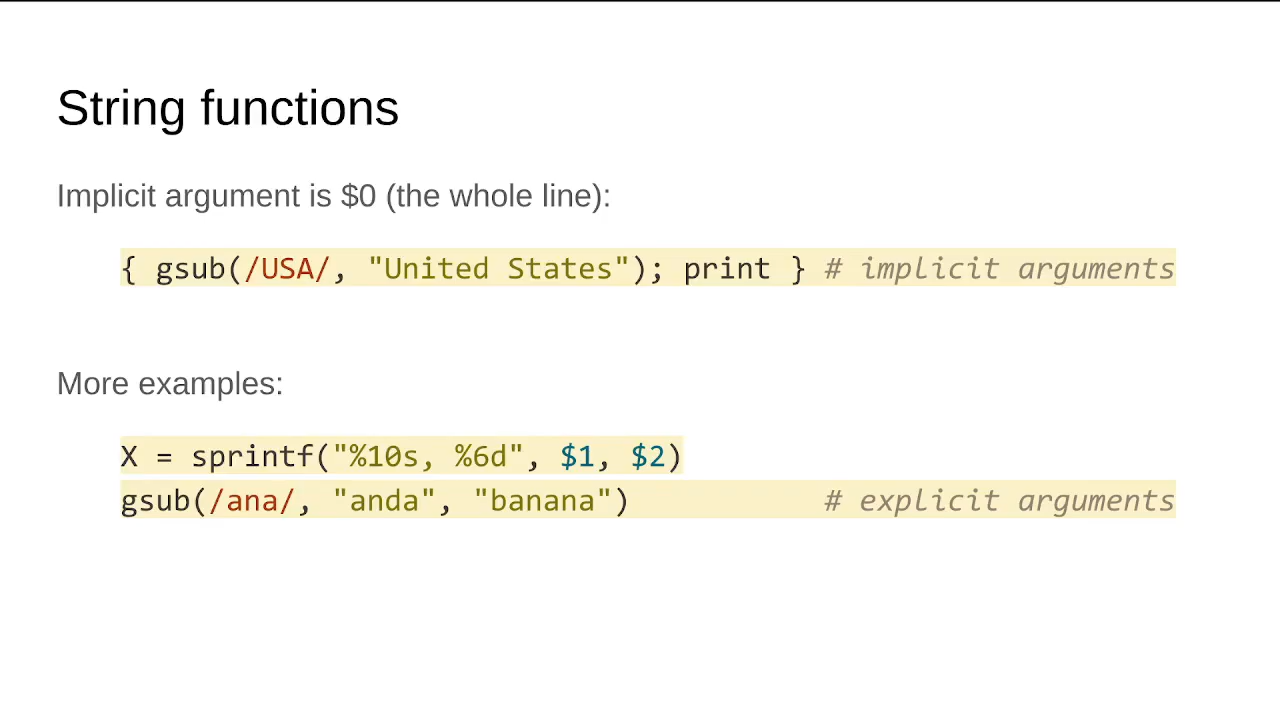 String functions
Implicit argument is $0 (the whole line):
{ gsub(/USA/, "United States"); print } # implicit arguments
More examples:
X = sprintf("%10s, %6d", $1, $2)
gsub(/ana/, "anda", "banana") # explicit arguments